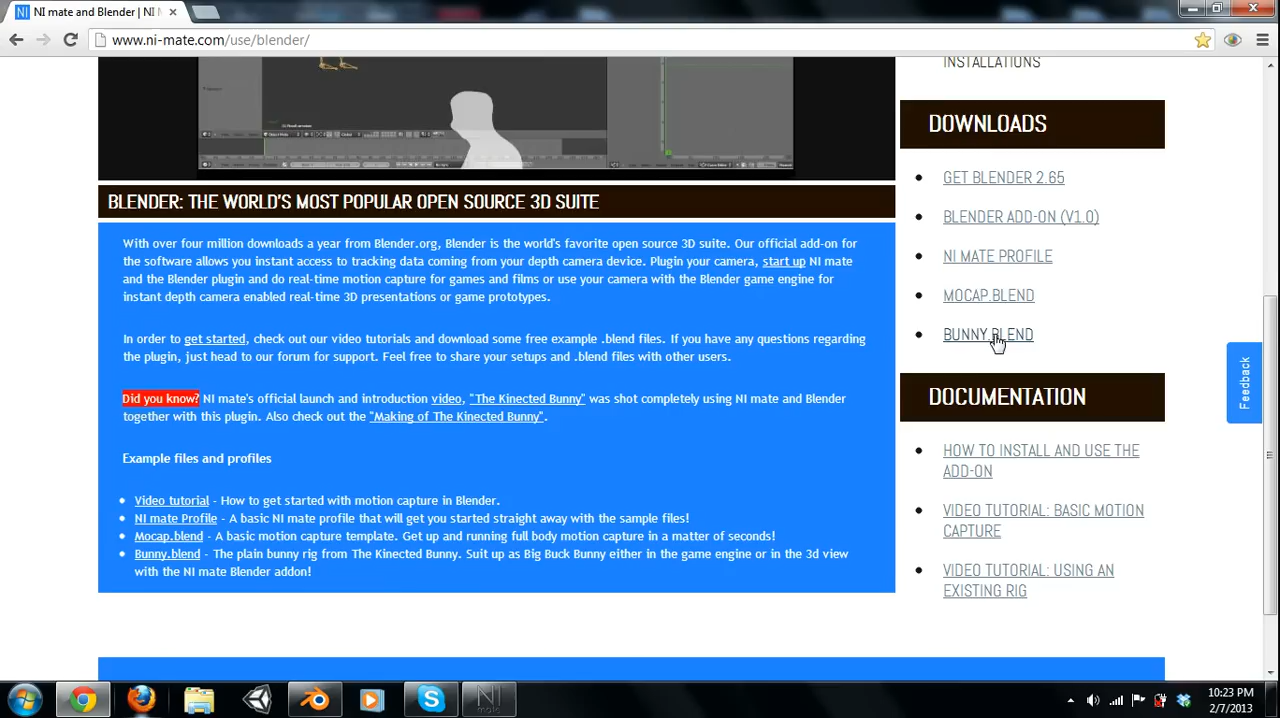 NI mate and Blender | NI M
www.ni-mate.com/use/blender/
INSTALLATIONS
DOWNLOADS
GET BLENDER 2.65
BLENDER ADD-ON (V1.0)
NI MATE PROFILE
MOCAP.BLEND
BUNNY.BLEND
BLENDER: THE WORLD'S MOST POPULAR OPEN SOURCE 3D SUITE
With over four million downloads a year from Blender.org, Blender is the world's favorite open source 3D suite. Our official add-on for
the software allows you instant access to tracking data coming from your depth camera device. Plugin your camera, start up NI mate
and the Blender plugin and do real-time motion capture for games and films or use your camera with the Blender game engine for
instant depth camera enabled real-time 3D presentations or game prototypes.
In order to get started, check out our video tutorials and download some free example .blend files. If you have any questions regarding
the plugin, just head to our forum for support. Feel free to share your setups and .blend files with other users.
Did you know? NI mate's official launch and introduction video, "The Kinected Bunny" was shot completely using NI mate and Blender
together with this plugin. Also check out the "Making of The Kinected Bunny".
Example files and profiles
Video tutorial - How to get started with motion capture in Blender.
NI mate Profile - A basic NI mate profile that will get you started straight away with the sample files!
Mocap.blend - A basic motion capture template. Get up and running full body motion capture in a matter of seconds!
Bunny.blend - The plain bunny rig from The Kinected Bunny. Suit up as Big Buck Bunny either in the game engine or in the 3d view
with the NI mate Blender addon!
DOCUMENTATION
HOW TO INSTALL AND USE THE
ADD-ON
VIDEO TUTORIAL: BASIC MOTION
CAPTURE
VIDEO TUTORIAL: USING AN
EXISTING RIG
Feedback
NI
mate
10:23 PM
2/7/2013